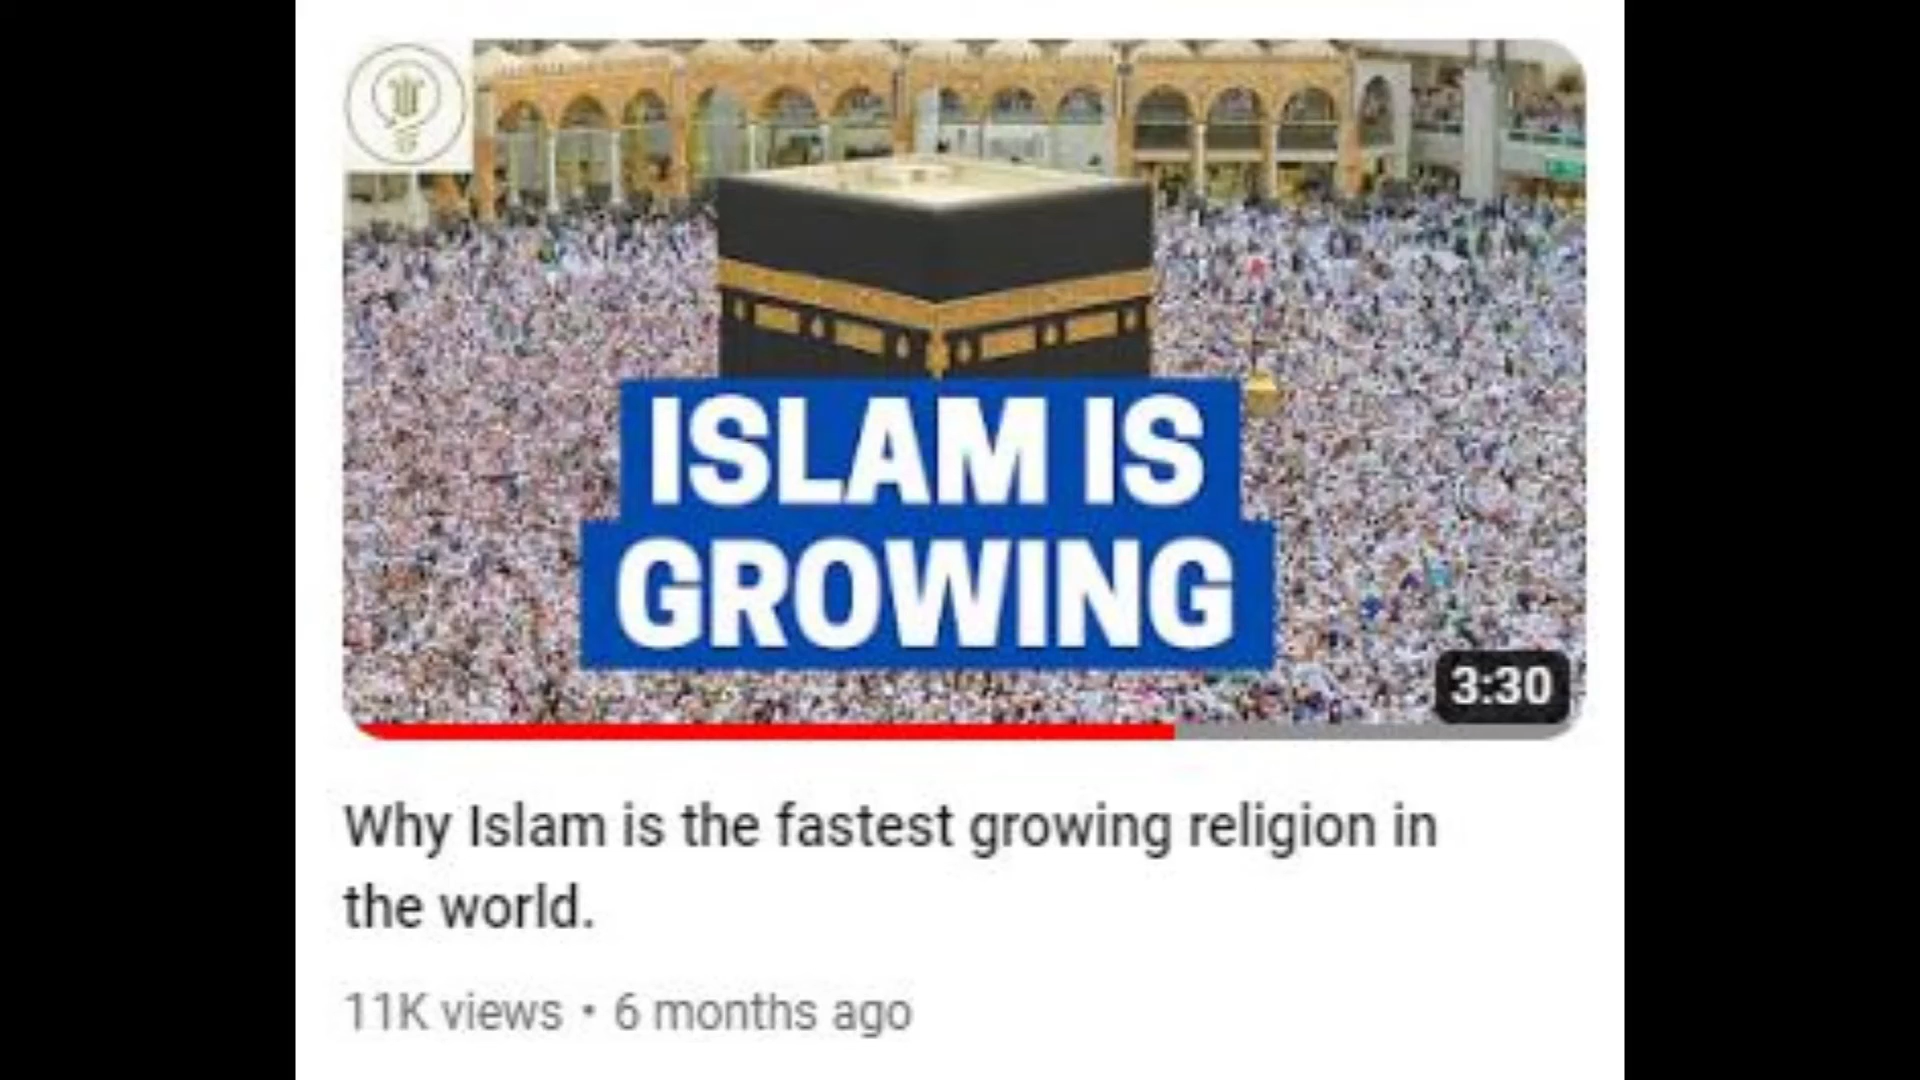 ISLAM IS
GROWING
3:30
Why Islam is the fastest growing religion in
the world.
11K views • 6 months ago